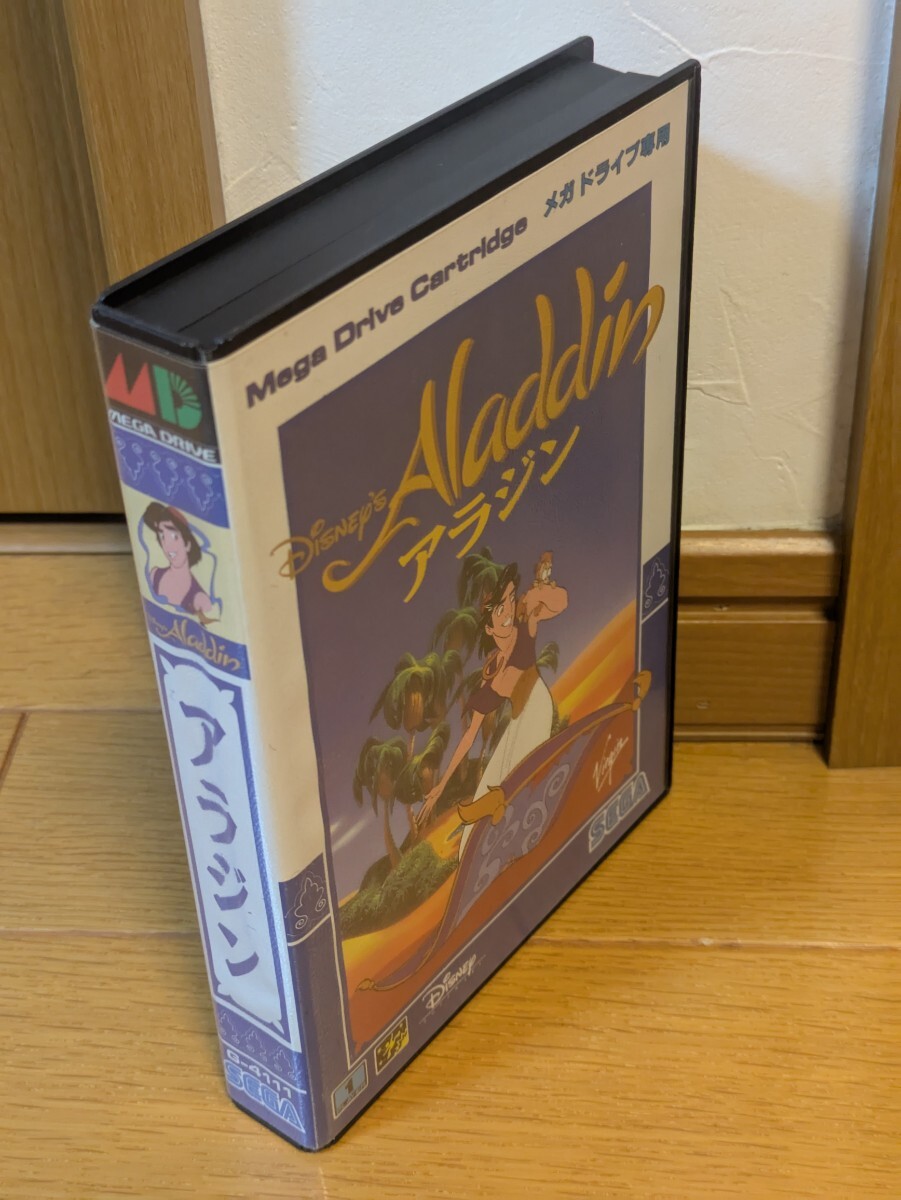 Mega Drive Cartridge メガドライブ専用
DISNEY'S
Aladdin
アラジン
Virgin
SEGA
DISNEY
1
MD
MEGA DRIVE
Aladdin
アラジン
G-4111
SEGA